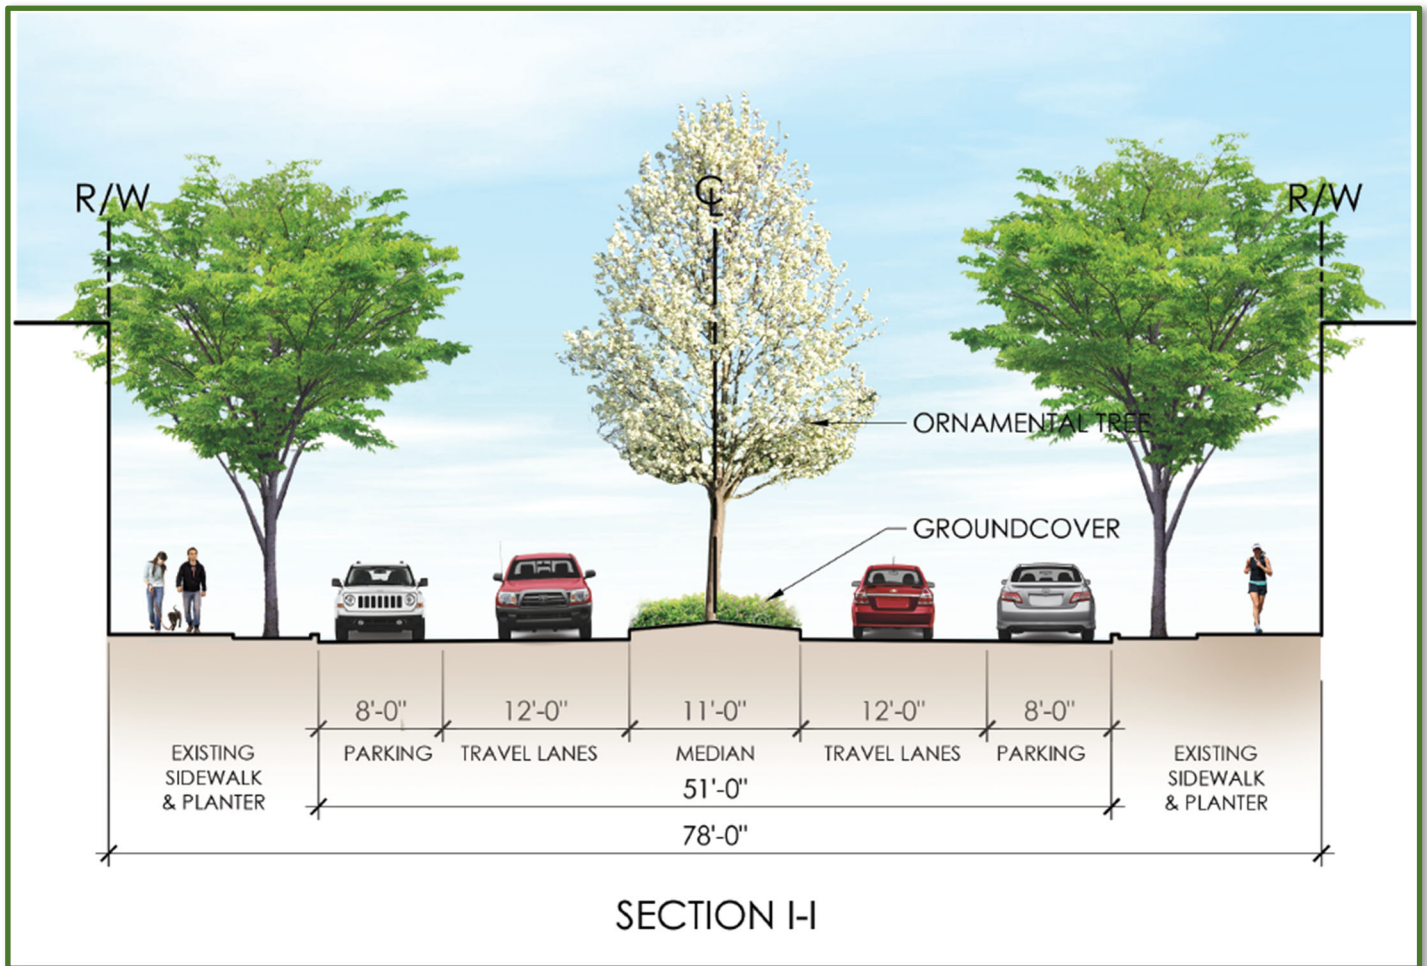 R/W
℄
R/W
ORNAMENTAL TREE
GROUNDCOVER
8'-0"
12'-0"
11'-0"
12'-0"
8'-0"
EXISTING
SIDEWALK
& PLANTER
PARKING
TRAVEL LANES
MEDIAN
TRAVEL LANES
PARKING
EXISTING
SIDEWALK
& PLANTER
51'-0"
78'-0"
SECTION I-I